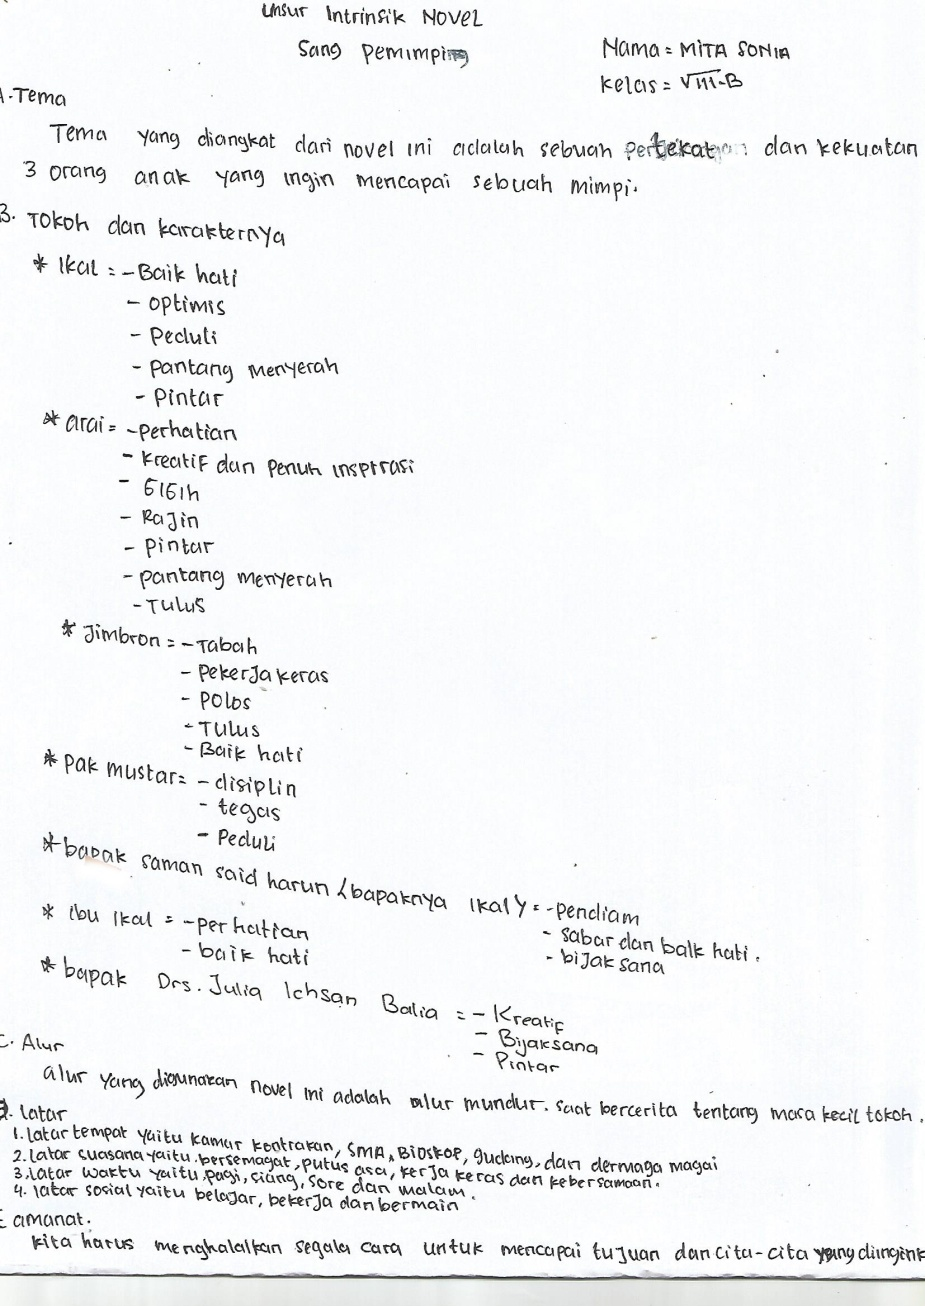 Unsur Intrinsik Novel
Sang Pemimping
Nama = MITA SONIA
Kelas = VIII-B
A. Tema
Tema yang diangkat dari novel ini adalah sebuah pertekatan dan kekuatan
3 orang anak yang ingin mencapai sebuah mimpi.
B. Tokoh dan karakternya
* Ikal = - Baik hati
- Optimis
- Peduli
- Pantang menyerah
- Pintar
* arai = - perhatian
- Kreatif dan Penuh inspirasi
- Gigih
- Rajin
- Pintar
- pantang menyerah
- Tulus
* Jimbron = - Tabah
- Pekerja keras
- Polos
- Tulus
- Baik hati
* Pak mustar = - disiplin
- tegas
- Peduli
* bapak saman said harun (bapaknya Ikal) = - pendiam
- sabar dan baik hati.
- bijaksana
* Ibu Ikal = - perhatian
- baik hati
* bapak Drs. Julia Ichsan Balia = - Kreatif
- Bijaksana
- Pintar
C. Alur
alur yang digunakan novel ini adalah alur mundur. saat bercerita tentang masa kecil tokoh.
D. latar
1. latar tempat yaitu kamar kontrakan, SMA, Bioskop, gudang, dan dermaga magai
2. latar suasana yaitu bersemagat, putus asa, kerja keras dan kebersamaan.
3. latar waktu yaitu pagi, siang, sore dan malam.
4. latar sosial yaitu belajar, bekerja dan bermain
E amanat.
kita harus menghalalkan segala cara untuk mencapai tujuan dan cita-cita yang diingink